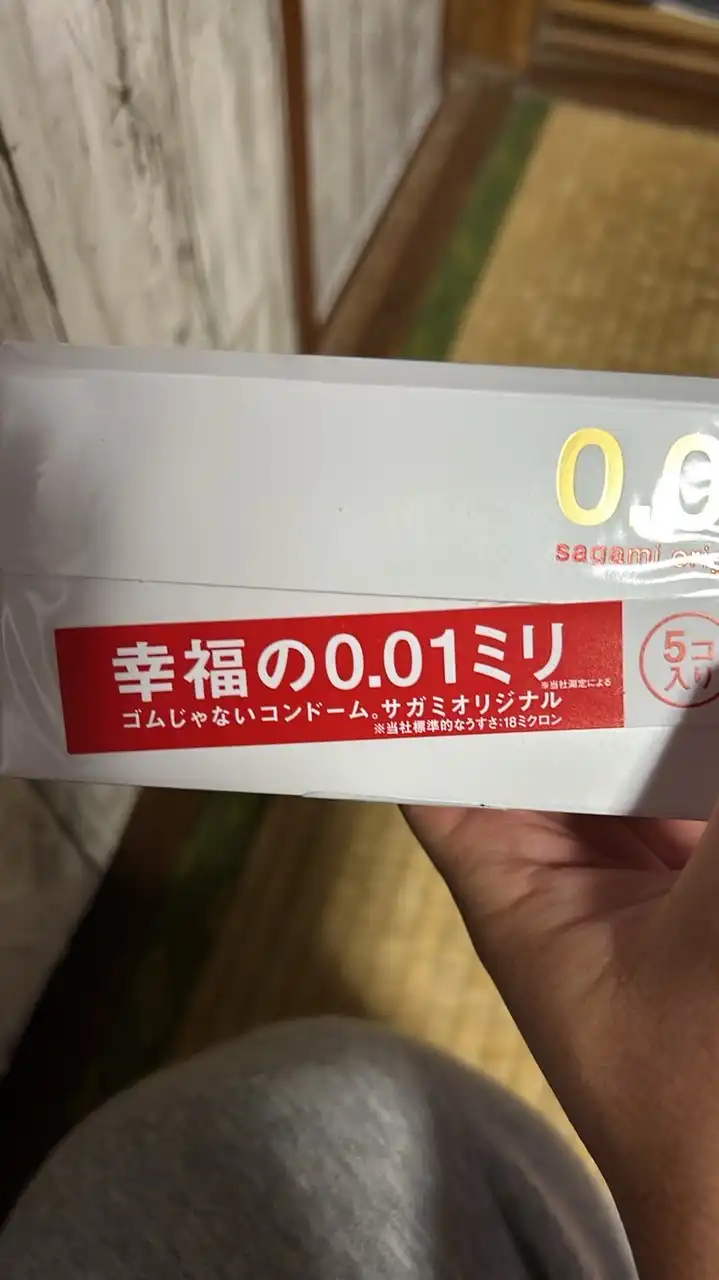 0.0
sagami ori
幸福の0.01ミリ
※当社測定による
ゴムじゃないコンドーム。サガミオリジナル
※当社標準的なうすさ:18ミクロン
5コ
入り